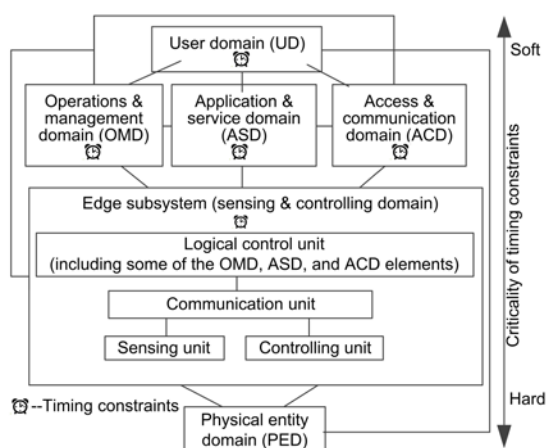 User domain (UD)
Soft
Operations &
management
domain (OMD)
Application &
service domain
(ASD)
Access &
communication
domain (ACD)
Criticality of timing constraints
Edge subsystem (sensing & controlling domain)
Logical control unit
(including some of the OMD, ASD, and ACD elements)
Communication unit
Sensing unit
Controlling unit
Hard
--Timing constraints
Physical entity
domain (PED)